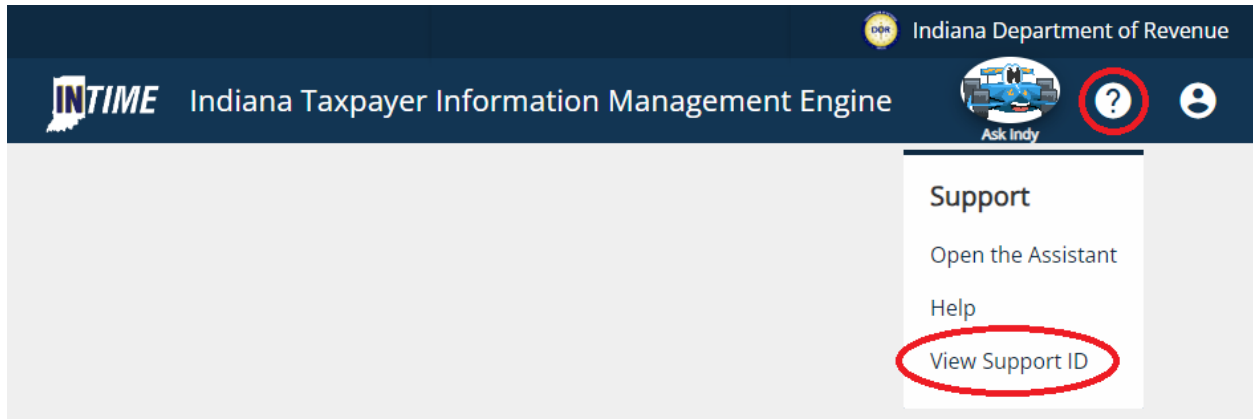 DOR
Indiana Department of Revenue
INTIME
Indiana Taxpayer Information Management Engine
Ask Indy
?
Support
Open the Assistant
Help
View Support ID